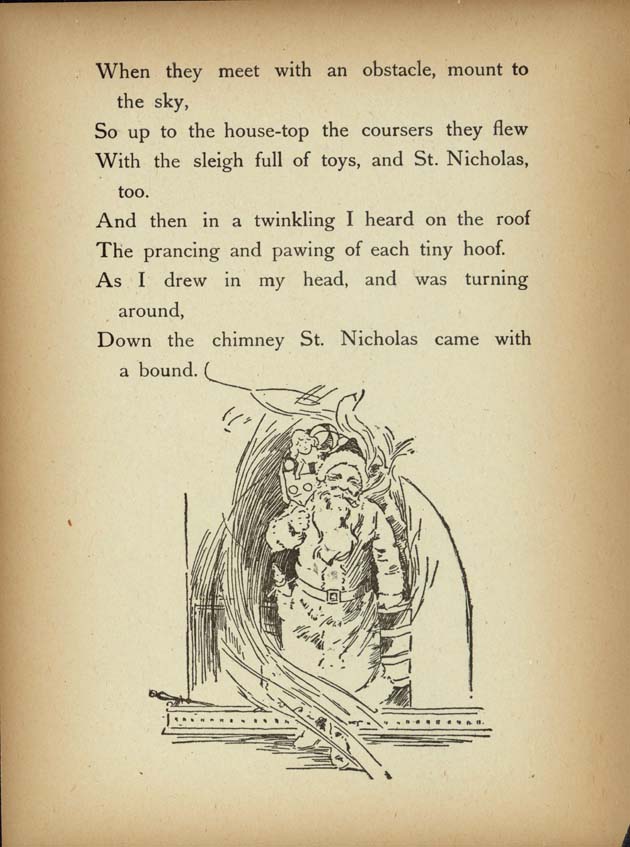 When they meet with an obstacle, mount to
the sky,
So up to the house-top the coursers they flew
With the sleigh full of toys, and St. Nicholas,
too.
And then in a twinkling I heard on the roof
The prancing and pawing of each tiny hoof.
As I drew in my head, and was turning
around,
Down the chimney St. Nicholas came with
a bound.